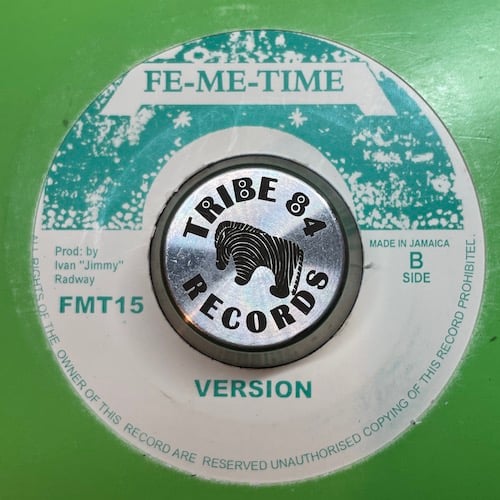 FE-ME-TIME
TRIBE 84
RECORDS
Prod: by
Ivan "Jimmy"
Radway
FMT15
MADE IN JAMAICA
B
SIDE
VERSION
ALL RIGHTS OF THE OWNER OF THIS RECORD ARE RESERVED UNAUTHORISED COPYING OF THIS RECORD PROHIBITED.